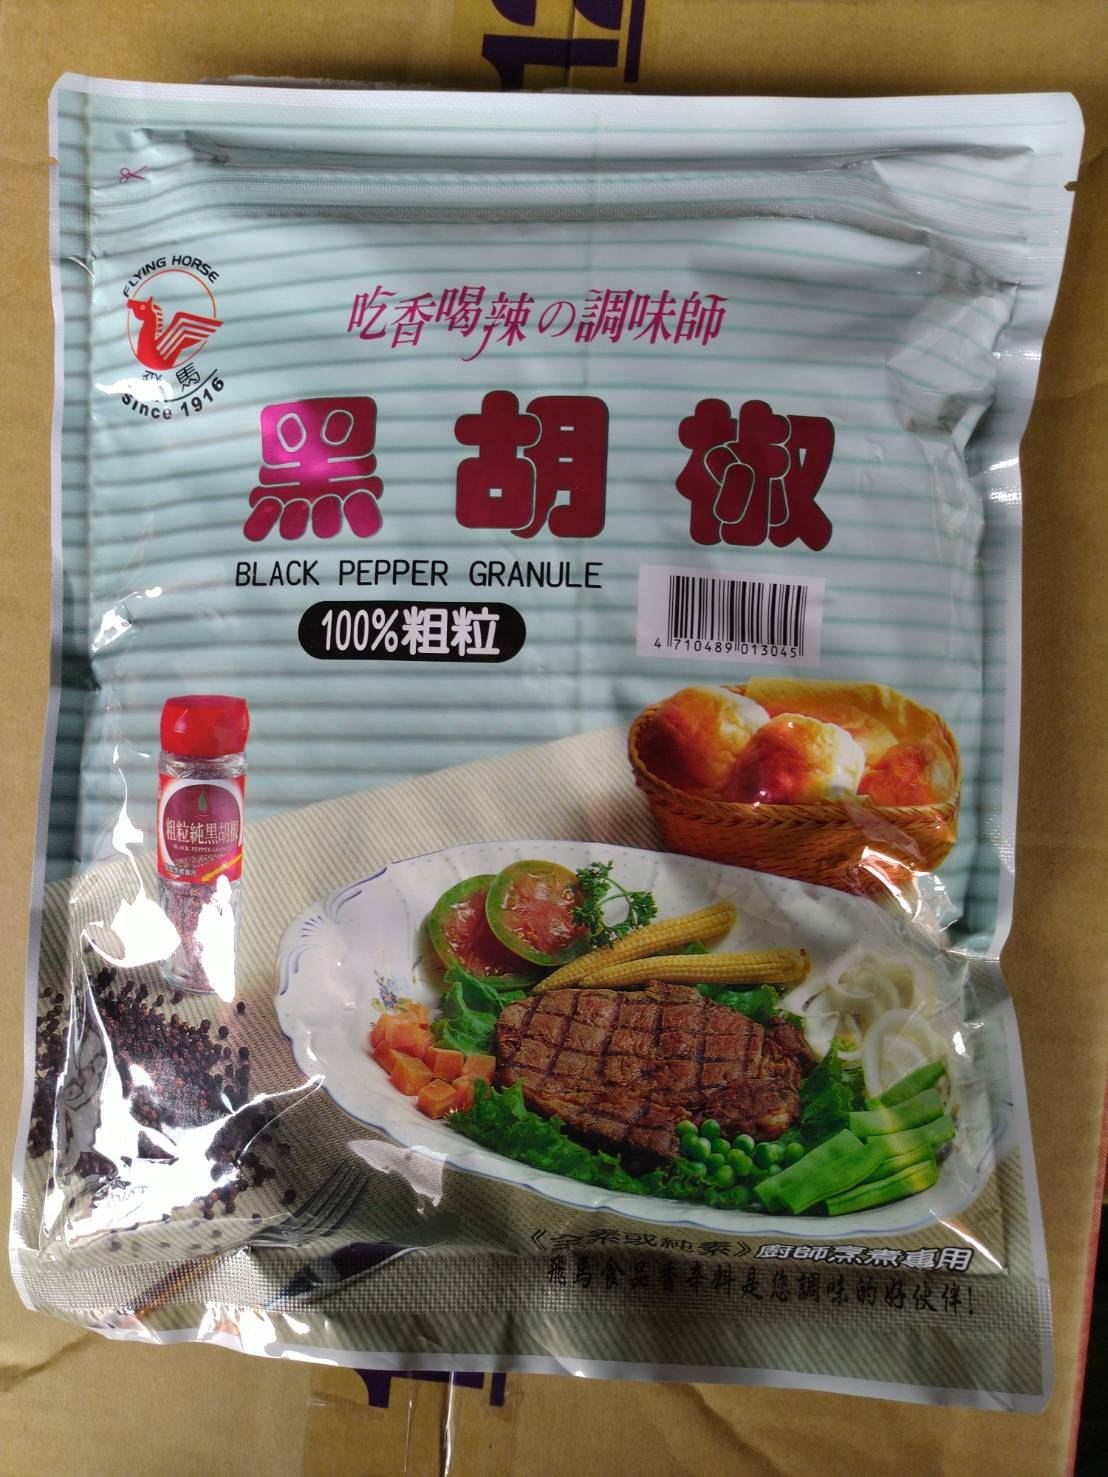 FLYING HORSE
飛馬
Since 1916
吃香喝辣の調味師
黑胡椒
BLACK PEPPER GRANULE
100%粗粒
4 710489 013045
粗粒純黑胡椒
BLACK PEPPER GRANULE
《全素或純素》廚師烹煮專用
飛馬食品香辛料是您調味的好伙伴!